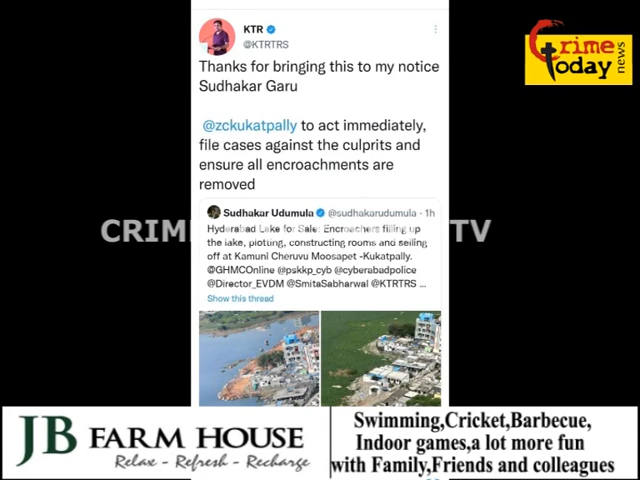 KTR
@KTRTRS
Thanks for bringing this to my notice
Sudhakar Garu
@zckukatpally to act immediately,
file cases against the culprits and
ensure all encroachments are
removed
Sudhakar Udumula @sudhakarudumula · 1h
Hyderabad Lake for Sale: Encroachers filling up
the lake, plotting, constructing rooms and selling
off at Kamuni Cheruvu Moosapet -Kukatpally.
@GHMCOnline @pskkp_cyb @cyberabadpolice
@Director_EVDM @SmitaSabharwal @KTRTRS ...
Show this thread
Crime
Today
news
CRIM
TV
JB FARM HOUSE
Relax - Refresh - Recharge
Swimming,Cricket,Barbecue,
Indoor games,a lot more fun
with Family,Friends and colleagues